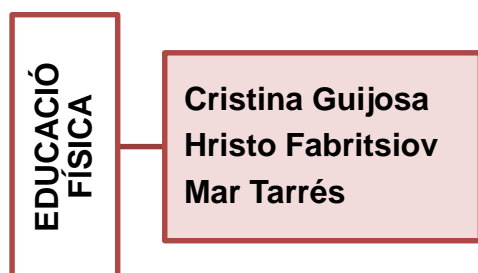 EDUCACIÓ
FÍSICA
Cristina Guijosa
Hristo Fabritsiov
Mar Tarrés